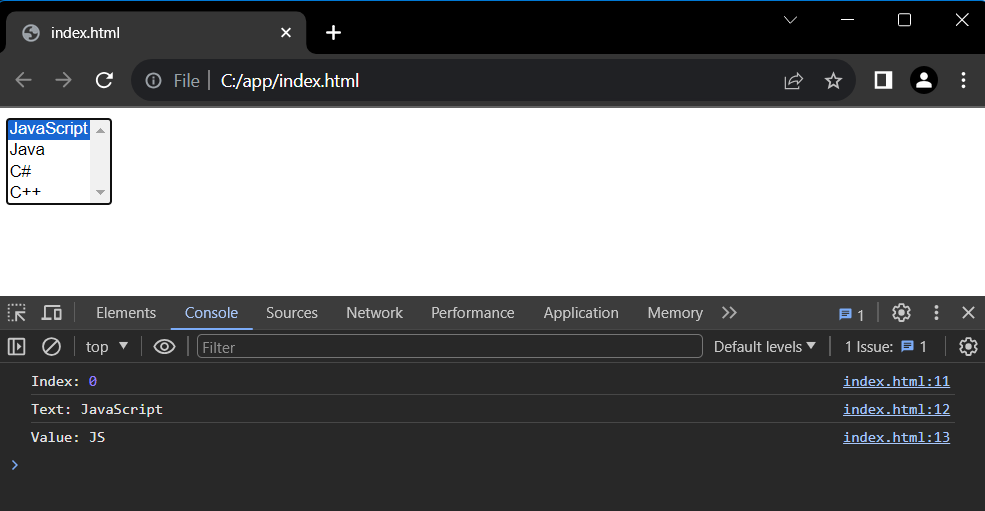 index.html
File C:/app/index.html
JavaScript
Java
C#
C++
Elements Console Sources Network Performance Application Memory 1
top Filter Default levels 1 Issue: 1
Index: 0 index.html:11
Text: JavaScript index.html:12
Value: JS index.html:13